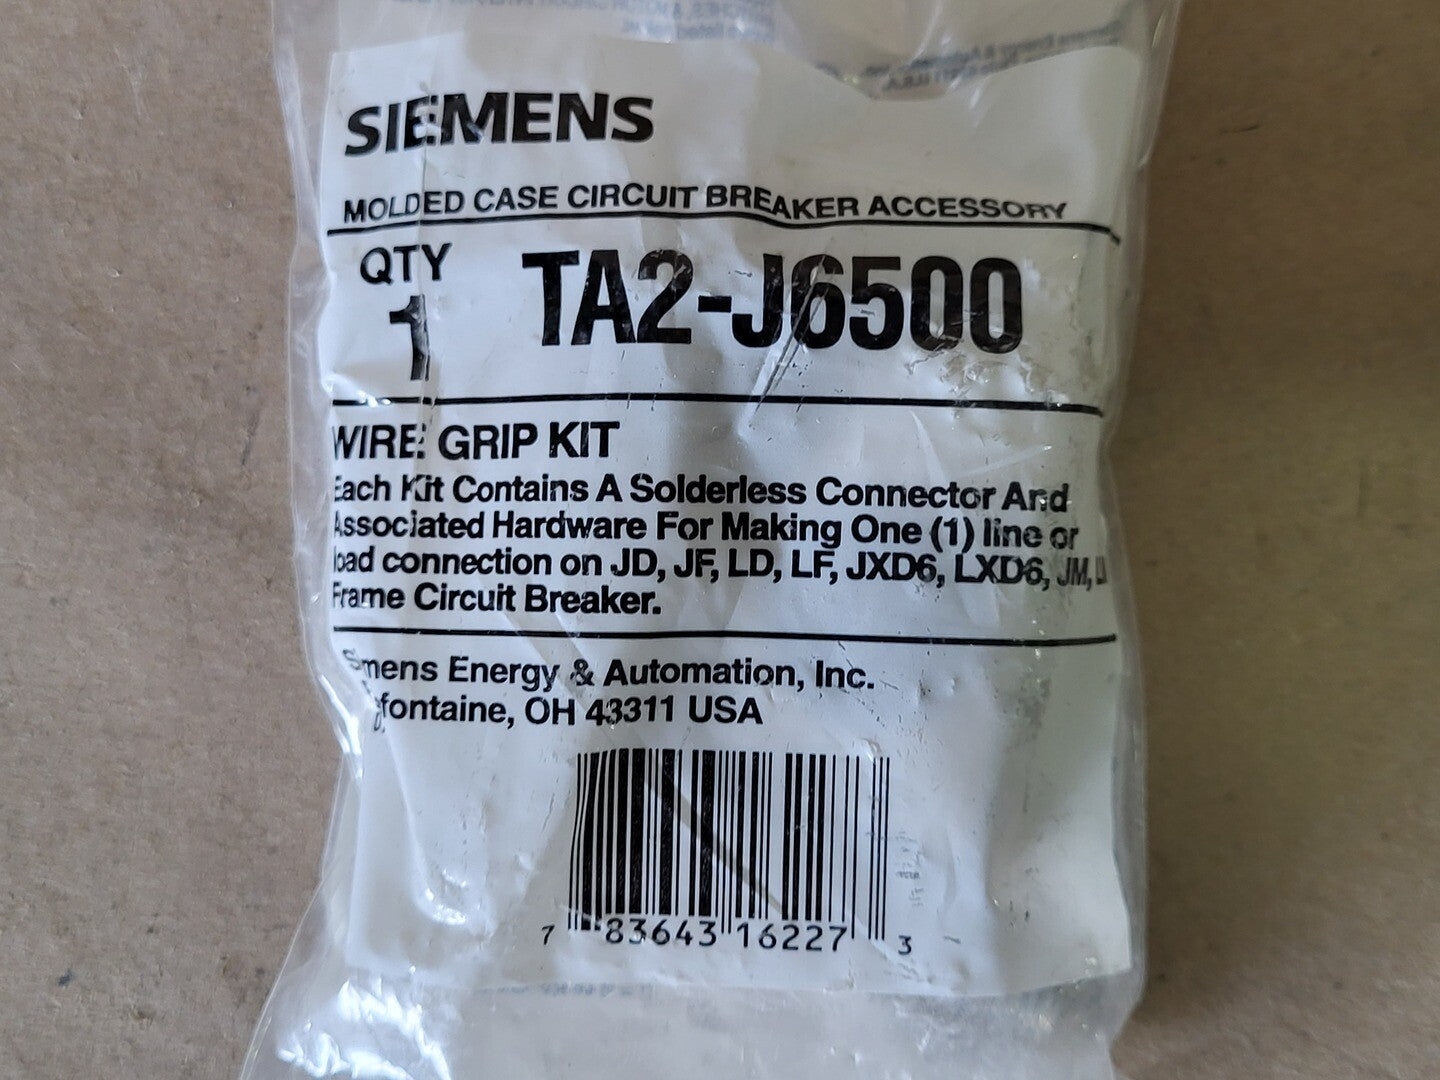 SIEMENS
MOLDED CASE CIRCUIT BREAKER ACCESSORY
QTY
1
TA2-J6500
WIRE GRIP KIT
Each Kit Contains A Solderless Connector And
Associated Hardware For Making One (1) line or
load connection on JD, JF, LD, LF, JXD6, LXD6, JM,
Frame Circuit Breaker.
Siemens Energy & Automation, Inc.
fontaine, OH 43311 USA
7 83643 16227 3